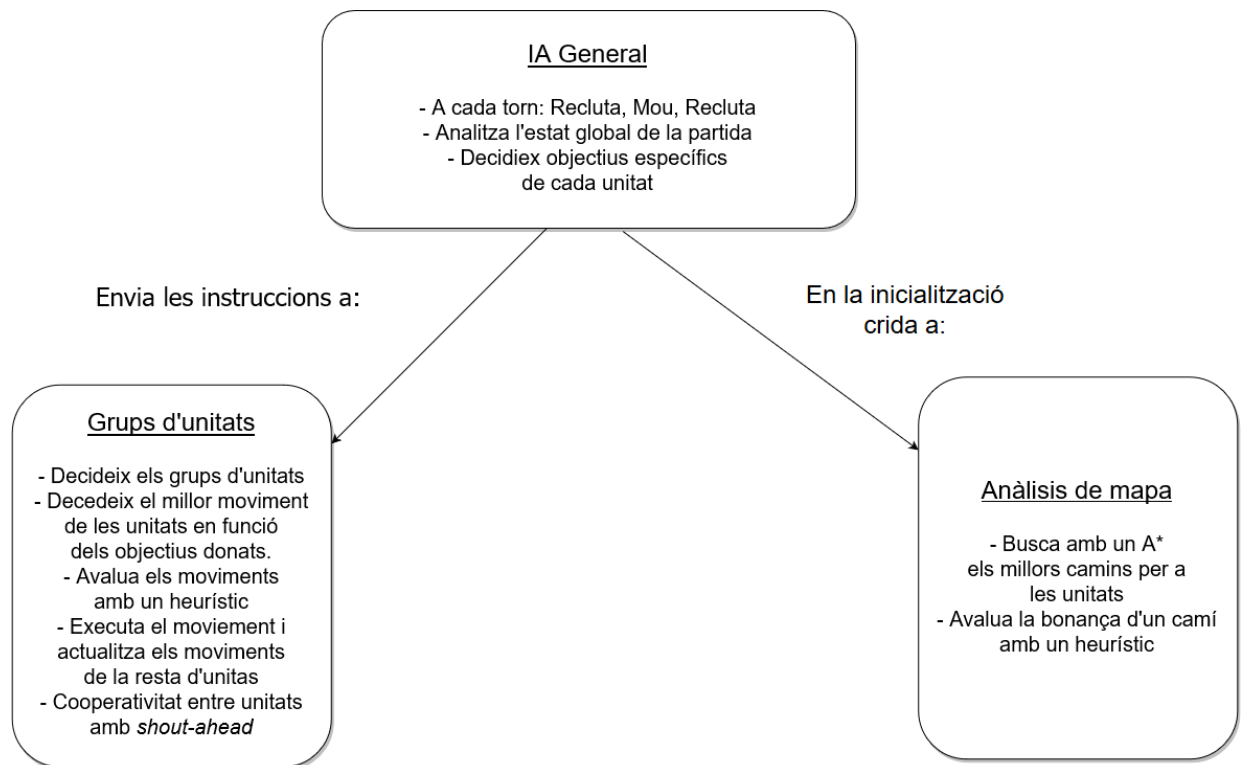 IA General
- A cada torn: Recluta, Mou, Recluta
- Analitza l'estat global de la partida
- Decidiex objectius específics
de cada unitat
Envia les instruccions a:
En la inicialització
crida a:
Grups d'unitats
- Decideix els grups d'unitats
- Decedeix el millor moviment
de les unitats en funció
dels objectius donats.
- Avalua els moviments
amb un heurístic
- Executa el moviement i
actualitza els moviments
de la resta d'unitas
- Cooperativitat entre unitats
amb shout-ahead
Anàlisis de mapa
- Busca amb un A*
els millors camins per a
les unitats
- Avalua la bonança d'un camí
amb un heurístic